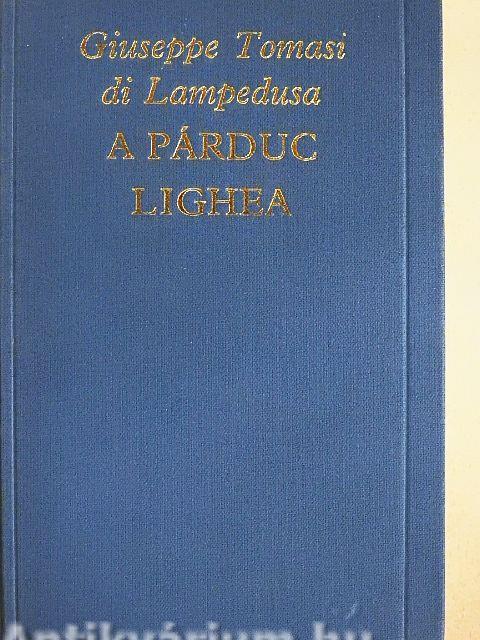 Giuseppe Tomasi
di Lampedusa
A PÁRDUC
LIGHEA
Antikvárium.hu